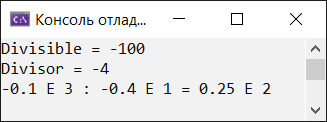 Консоль отлад...
Divisible = -100
Divisor = -4
-0.1 E 3 : -0.4 E 1 = 0.25 E 2